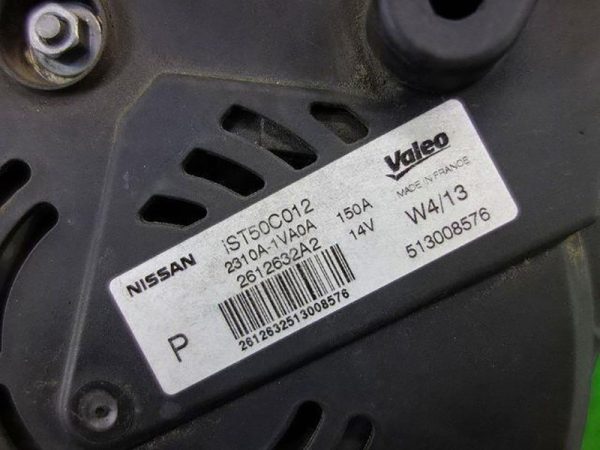 Valeo
MADE IN FRANCE
NISSAN
iST50C012
2310A-1VA0A 150A
2612632A2 14V
W4/13
513008576
P
2612632513008576